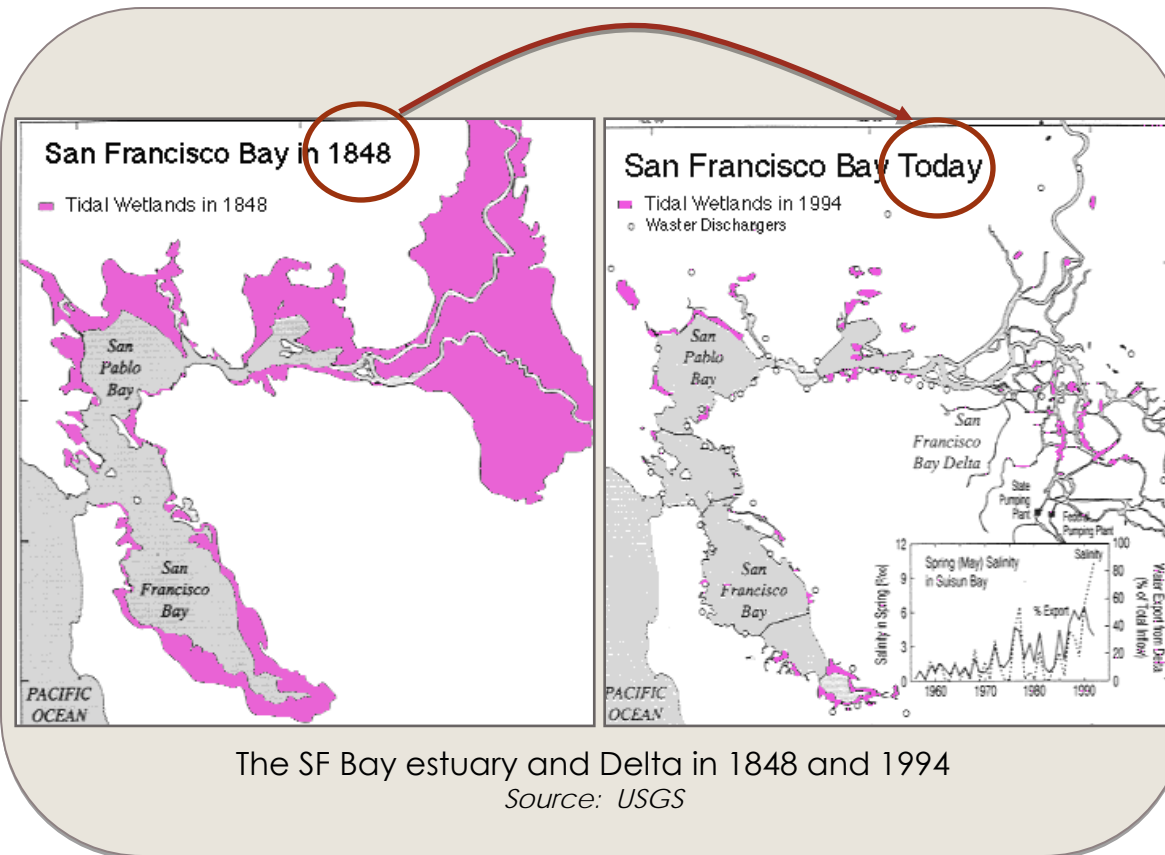 San Francisco Bay in 1848
Tidal Wetlands in 1848
San
Pablo
Bay
San
Francisco
Bay
PACIFIC
OCEAN
San Francisco Bay Today
Tidal Wetlands in 1994
Waster Dischargers
San
Pablo
Bay
San
Francisco
Bay Delta
State
Pumping
Plant
Federal
Pumping Plant
San
Francisco
Bay
PACIFIC
OCEAN
Spring (May) Salinity
in Suisun Bay
Salinity
% Export
Salinity in Spring (‰)
12
9
6
3
0
1960 1970 1980 1990
100
80
60
40
20
0
Water Export from Delta
(% of Total Inflow)
The SF Bay estuary and Delta in 1848 and 1994
Source: USGS